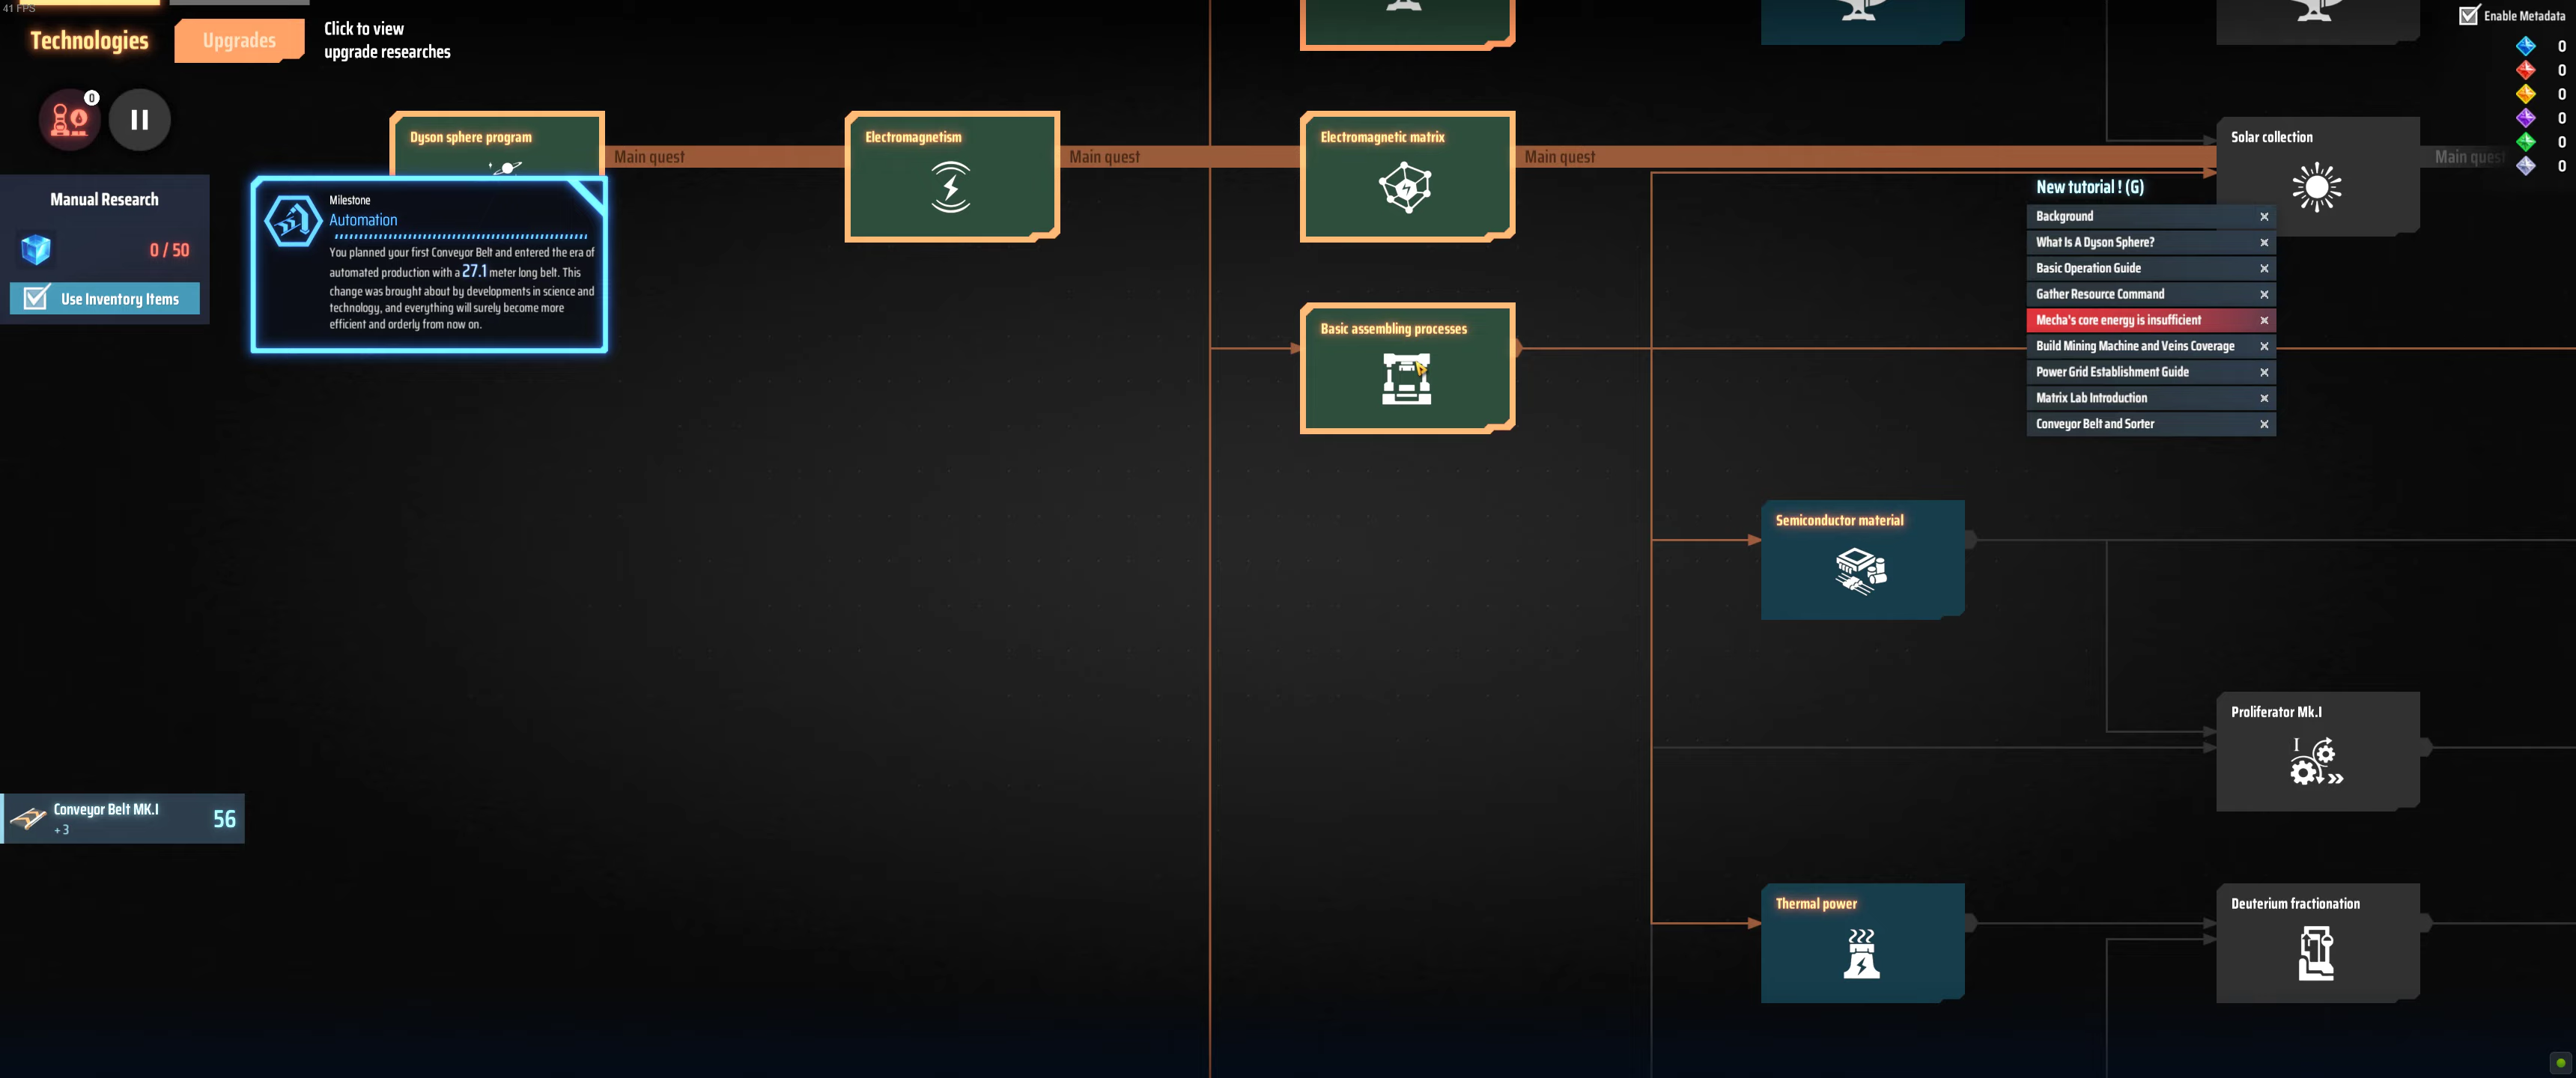 41 FPS
Technologies
Upgrades
Click to view
upgrade researches
Enable Metadata
0
0
0
0
0
0
0
Manual Research
0 / 50
Use Inventory Items
Dyson sphere program
Main quest
Electromagnetism
Main quest
Electromagnetic matrix
Main quest
Solar collection
Main quest
Milestone
Automation
You planned your first Conveyor Belt and entered the era of
automated production with a 27.1 meter long belt. This
change was brought about by developments in science and
technology, and everything will surely become more
efficient and orderly from now on.
New tutorial ! (G)
Background
What Is A Dyson Sphere?
Basic Operation Guide
Gather Resource Command
Mecha's core energy is insufficient
Build Mining Machine and Veins Coverage
Power Grid Establishment Guide
Matrix Lab Introduction
Conveyor Belt and Sorter
Basic assembling processes
Semiconductor material
Proliferator Mk.I
I
Conveyor Belt MK.I
+ 3
56
Thermal power
Deuterium fractionation